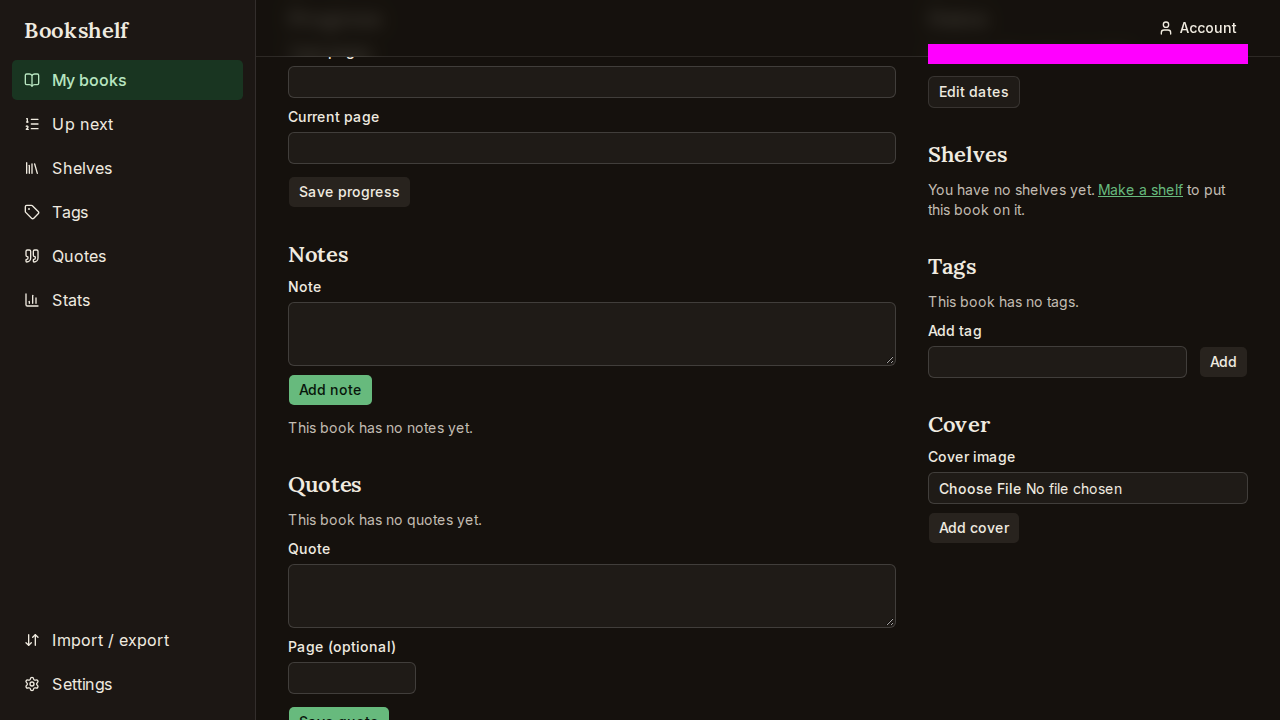 Bookshelf
My books
Up next
Shelves
Tags
Quotes
Stats
Import / export
Settings
Account
Current page
Save progress
Notes
Note
Add note
This book has no notes yet.
Quotes
This book has no quotes yet.
Quote
Page (optional)
Save quote
Edit dates
Shelves
You have no shelves yet. Make a shelf to put
this book on it.
Tags
This book has no tags.
Add tag
Add
Cover
Cover image
Choose File No file chosen
Add cover